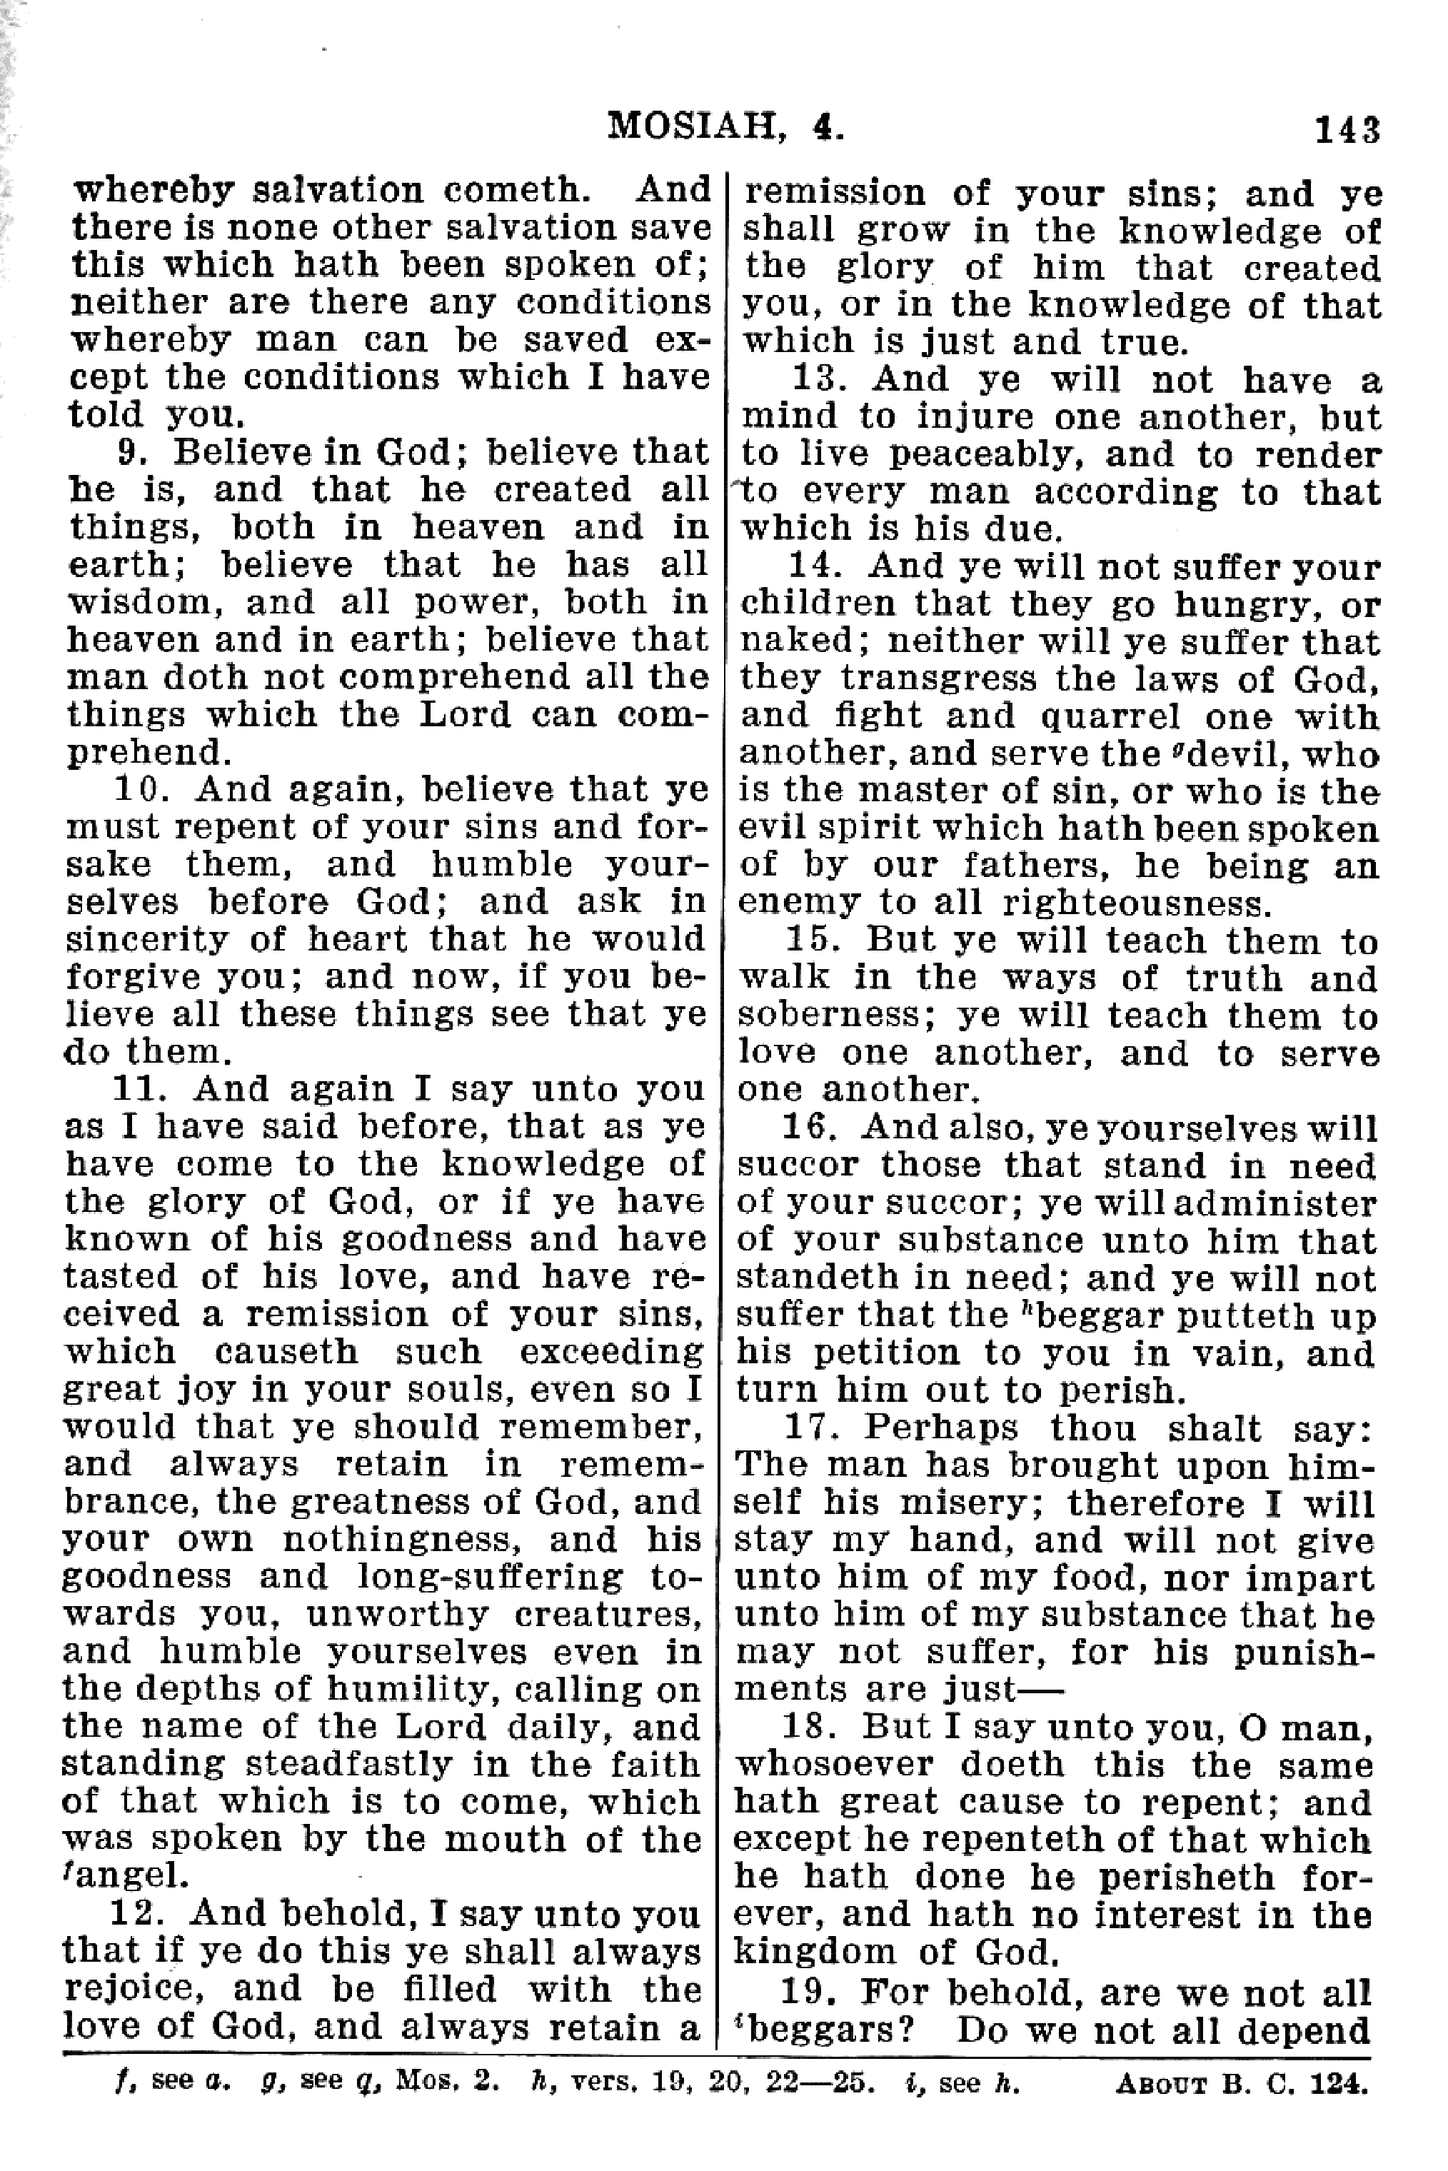 MOSIAH, 4.
143
whereby salvation cometh. And
there is none other salvation save
this which hath been spoken of;
neither are there any conditions
whereby man can be saved ex-
cept the conditions which I have
told you.
9. Believe in God; believe that
he is, and that he created all
things, both in heaven and in
earth; believe that he has all
wisdom, and all power, both in
heaven and in earth; believe that
man doth not comprehend all the
things which the Lord can com-
prehend.
10. And again, believe that ye
must repent of your sins and for-
sake them, and humble your-
selves before God; and ask in
sincerity of heart that he would
forgive you; and now, if you be-
lieve all these things see that ye
do them.
11. And again I say unto you
as I have said before, that as ye
have come to the knowledge of
the glory of God, or if ye have
known of his goodness and have
tasted of his love, and have re-
ceived a remission of your sins,
which causeth such exceeding
great joy in your souls, even so I
would that ye should remember,
and always retain in remem-
brance, the greatness of God, and
your own nothingness, and his
goodness and long-suffering to-
wards you, unworthy creatures,
and humble yourselves even in
the depths of humility, calling on
the name of the Lord daily, and
standing steadfastly in the faith
of that which is to come, which
was spoken by the mouth of the
fangel.
12. And behold, I say unto you
that if ye do this ye shall always
rejoice, and be filled with the
love of God, and always retain a
remission of your sins; and ye
shall grow in the knowledge of
the glory of him that created
you, or in the knowledge of that
which is just and true.
13. And ye will not have a
mind to injure one another, but
to live peaceably, and to render
to every man according to that
which is his due.
14. And ye will not suffer your
children that they go hungry, or
naked; neither will ye suffer that
they transgress the laws of God,
and fight and quarrel one with
another, and serve the gdevil, who
is the master of sin, or who is the
evil spirit which hath been spoken
of by our fathers, he being an
enemy to all righteousness.
15. But ye will teach them to
walk in the ways of truth and
soberness; ye will teach them to
love one another, and to serve
one another.
16. And also, ye yourselves will
succor those that stand in need
of your succor; ye will administer
of your substance unto him that
standeth in need; and ye will not
suffer that the hbeggar putteth up
his petition to you in vain, and
turn him out to perish.
17. Perhaps thou shalt say:
The man has brought upon him-
self his misery; therefore I will
stay my hand, and will not give
unto him of my food, nor impart
unto him of my substance that he
may not suffer, for his punish-
ments are just—
18. But I say unto you, O man,
whosoever doeth this the same
hath great cause to repent; and
except he repenteth of that which
he hath done he perisheth for-
ever, and hath no interest in the
kingdom of God.
19. For behold, are we not all
ibeggars? Do we not all depend
f, see a. g, see q, Mos. 2. h, vers. 19, 20, 22—25. i, see h. ABOUT B. C. 124.